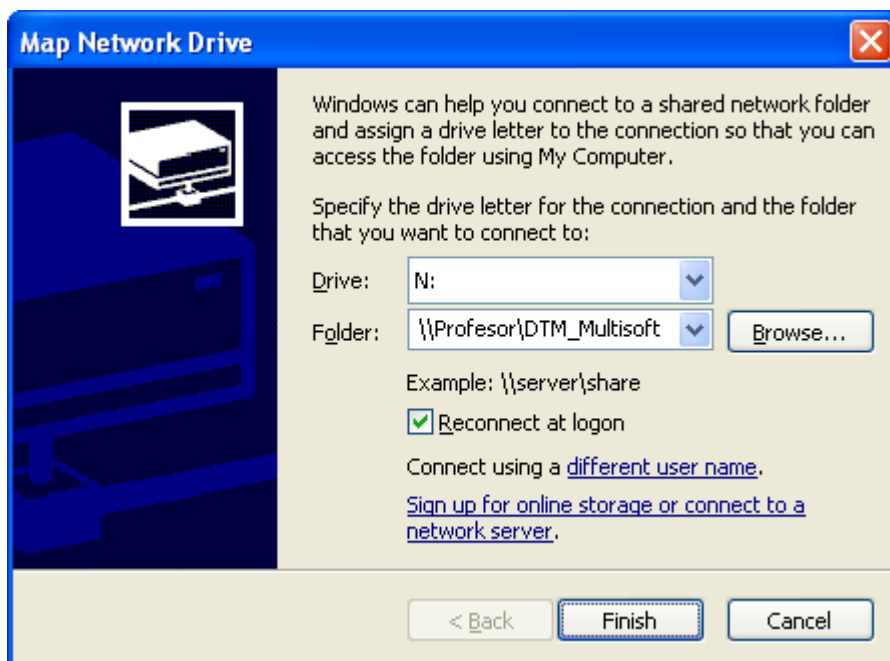 Map Network Drive
Windows can help you connect to a shared network folder
and assign a drive letter to the connection so that you can
access the folder using My Computer.
Specify the drive letter for the connection and the folder
that you want to connect to:
Drive: N:
Folder: \\Profesor\DTM_Multisoft Browse...
Example: \\server\share
Reconnect at logon
Connect using a different user name.
Sign up for online storage or connect to a
network server.
< Back Finish Cancel